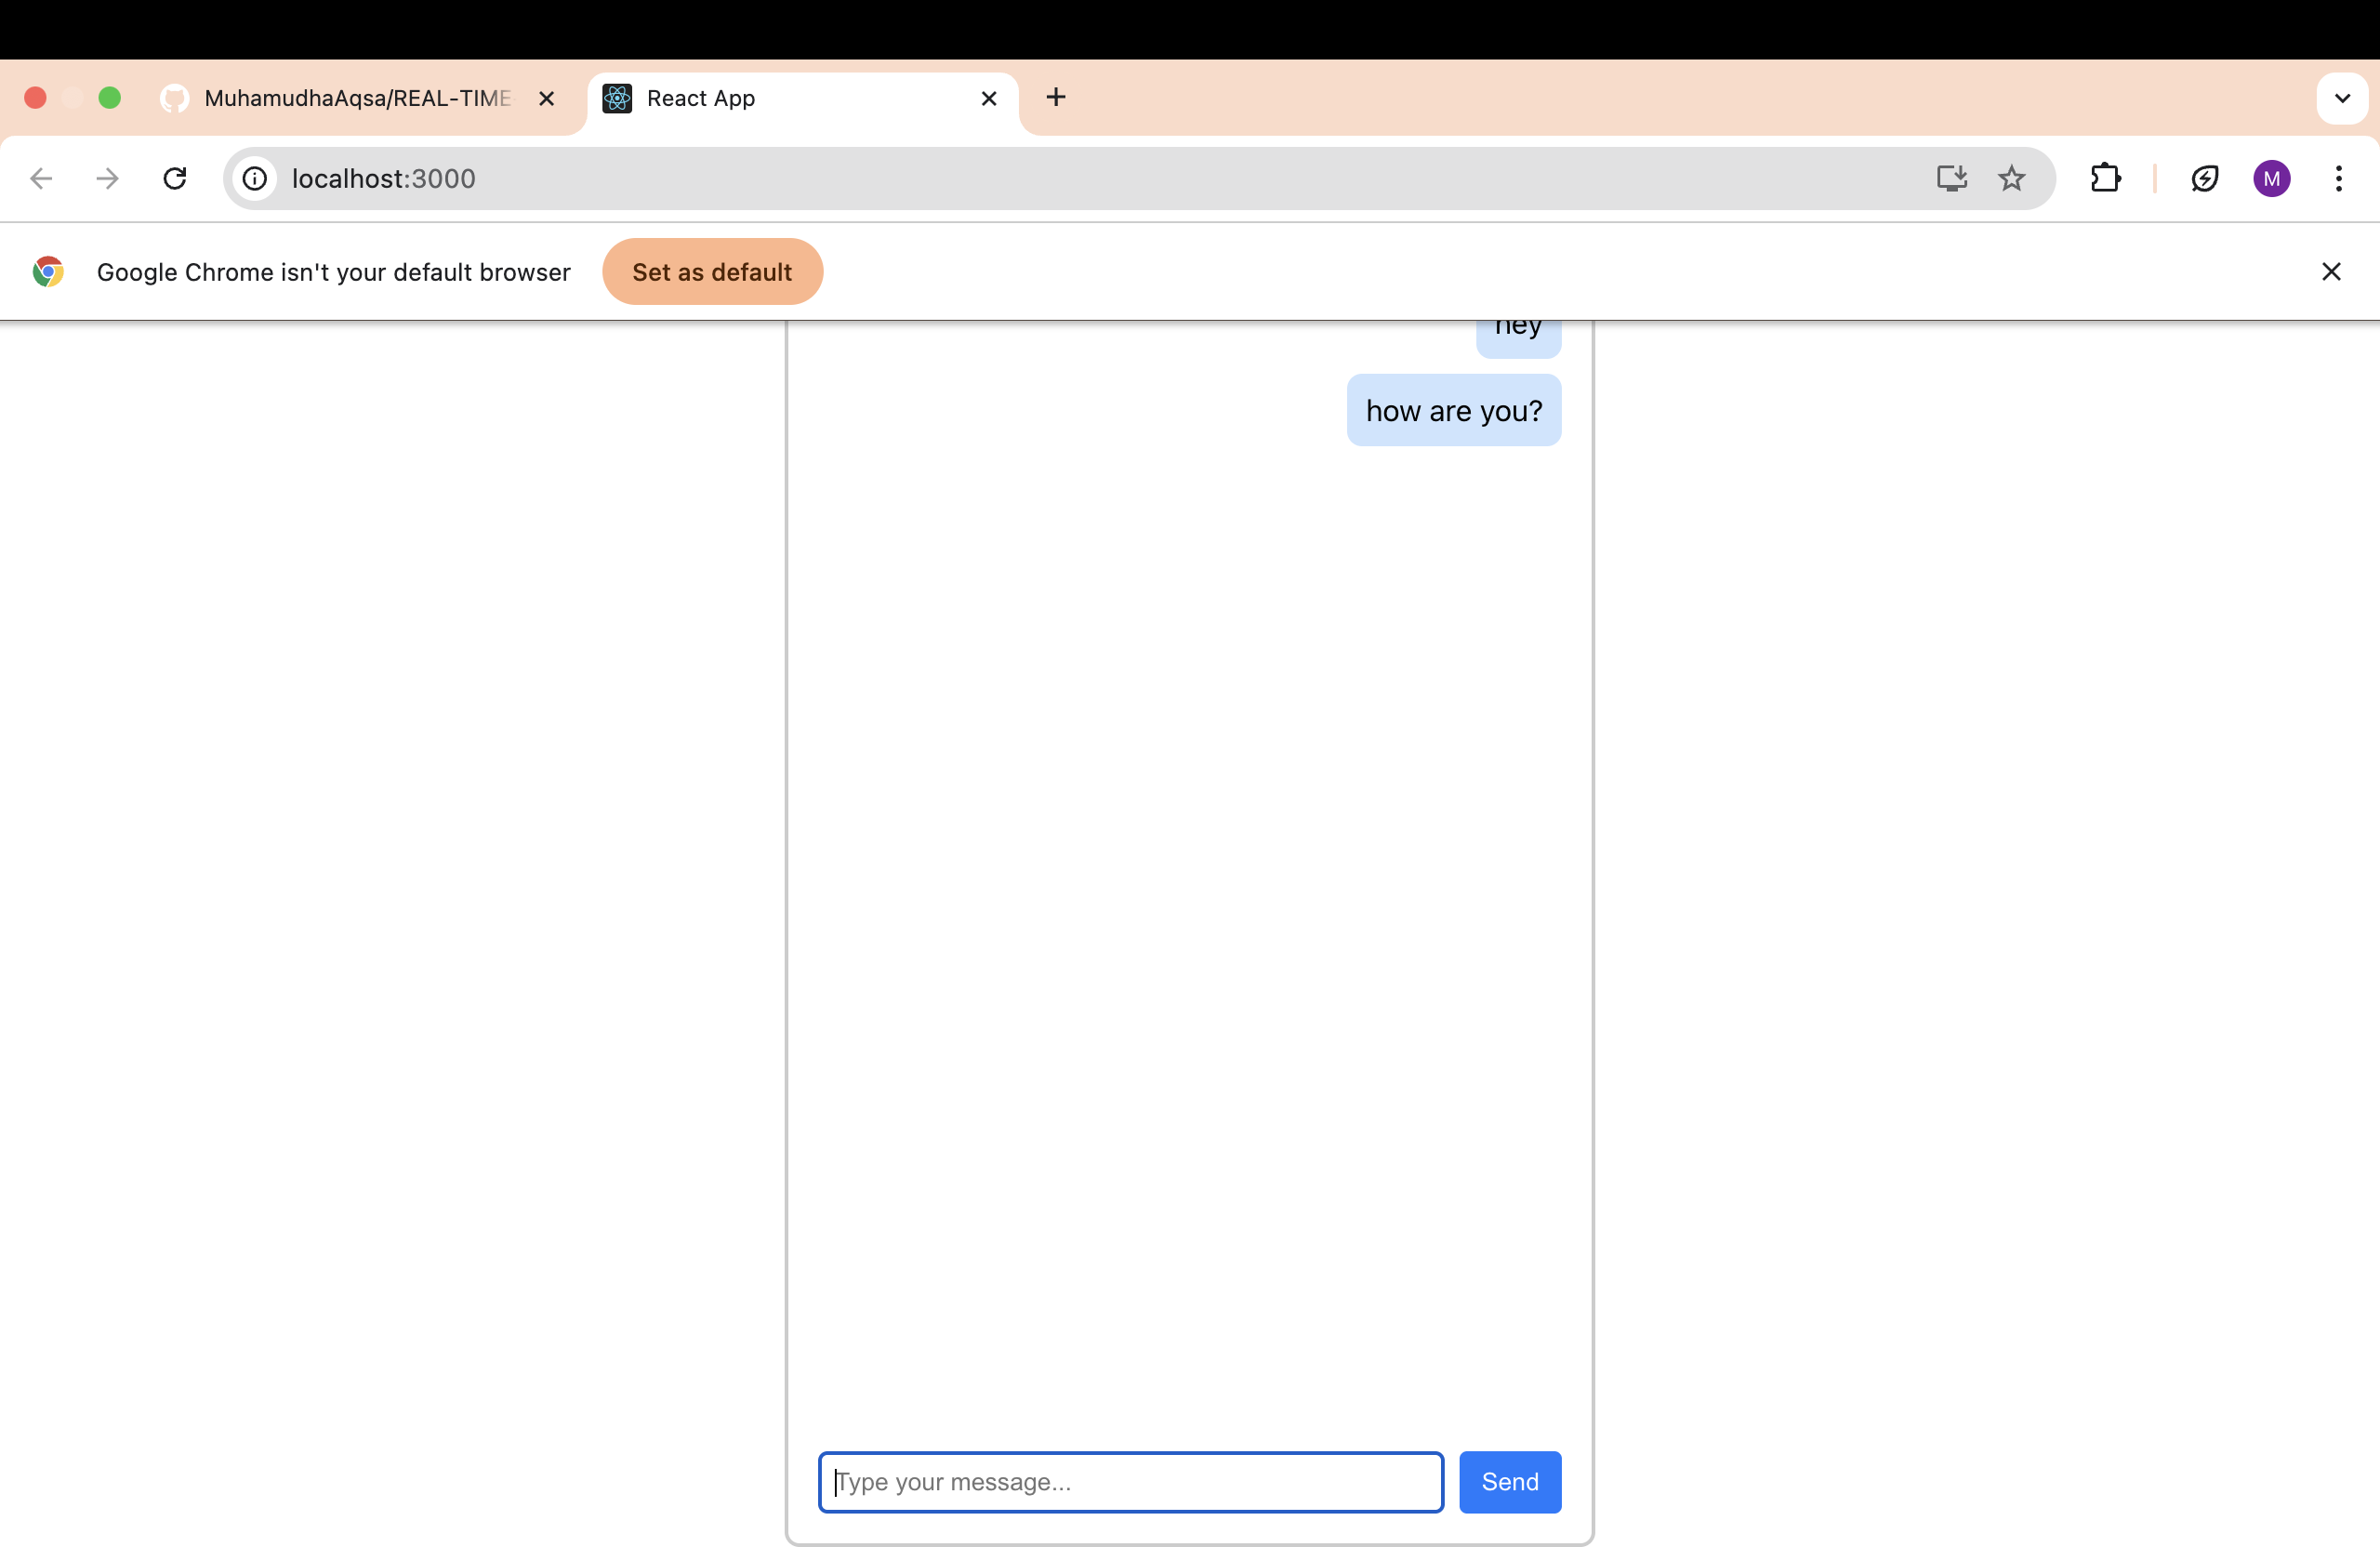 MuhamudhaAqsa/REAL-TIME
React App
localhost:3000
M
Google Chrome isn't your default browser
Set as default
hey
how are you?
Type your message...
Send